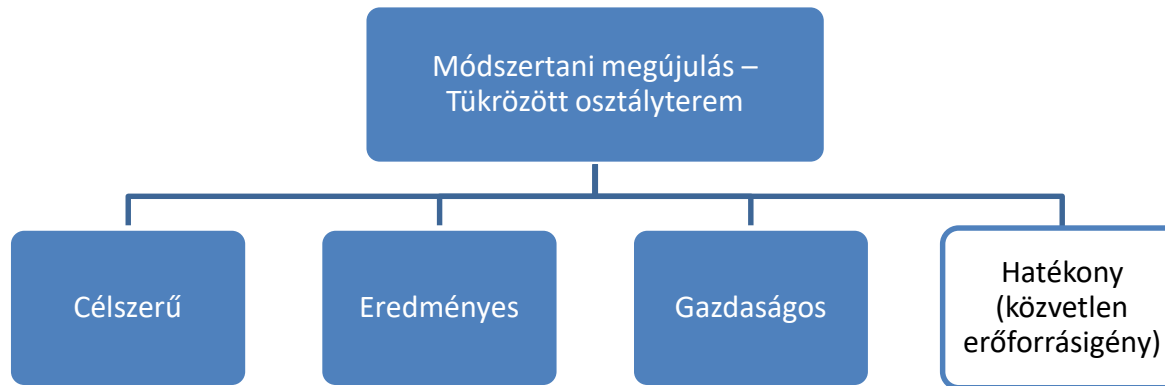 Módszertani megújulás –
Tükrözött osztályterem
Célszerű
Eredményes
Gazdaságos
Hatékony
(közvetlen
erőforrásigény)